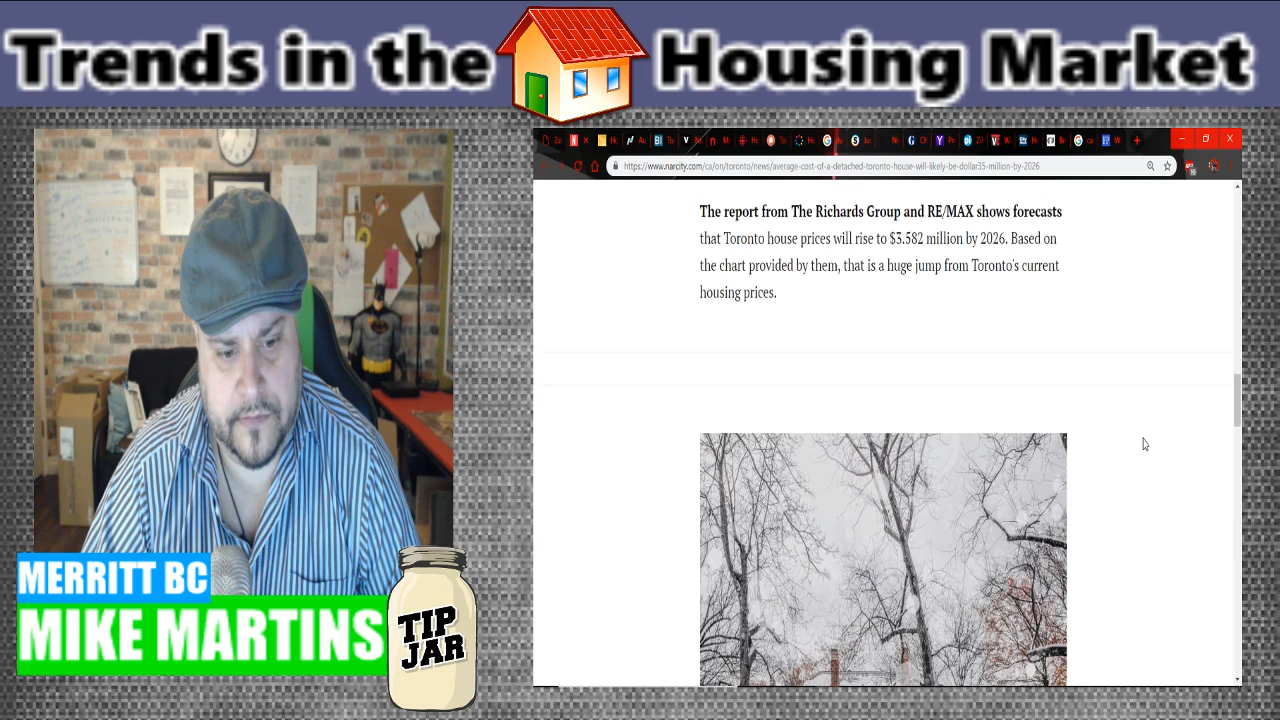 Trends in the Housing Market
https://www.narcity.com/ca/on/toronto/news/average-cost-of-a-detached-toronto-house-will-likely-be-dollar35-million-by-2026
The report from The Richards Group and RE/MAX shows forecasts
that Toronto house prices will rise to $3.582 million by 2026. Based on
the chart provided by them, that is a huge jump from Toronto's current
housing prices.
MERRITT BC
MIKE MARTINS
TIP
JAR